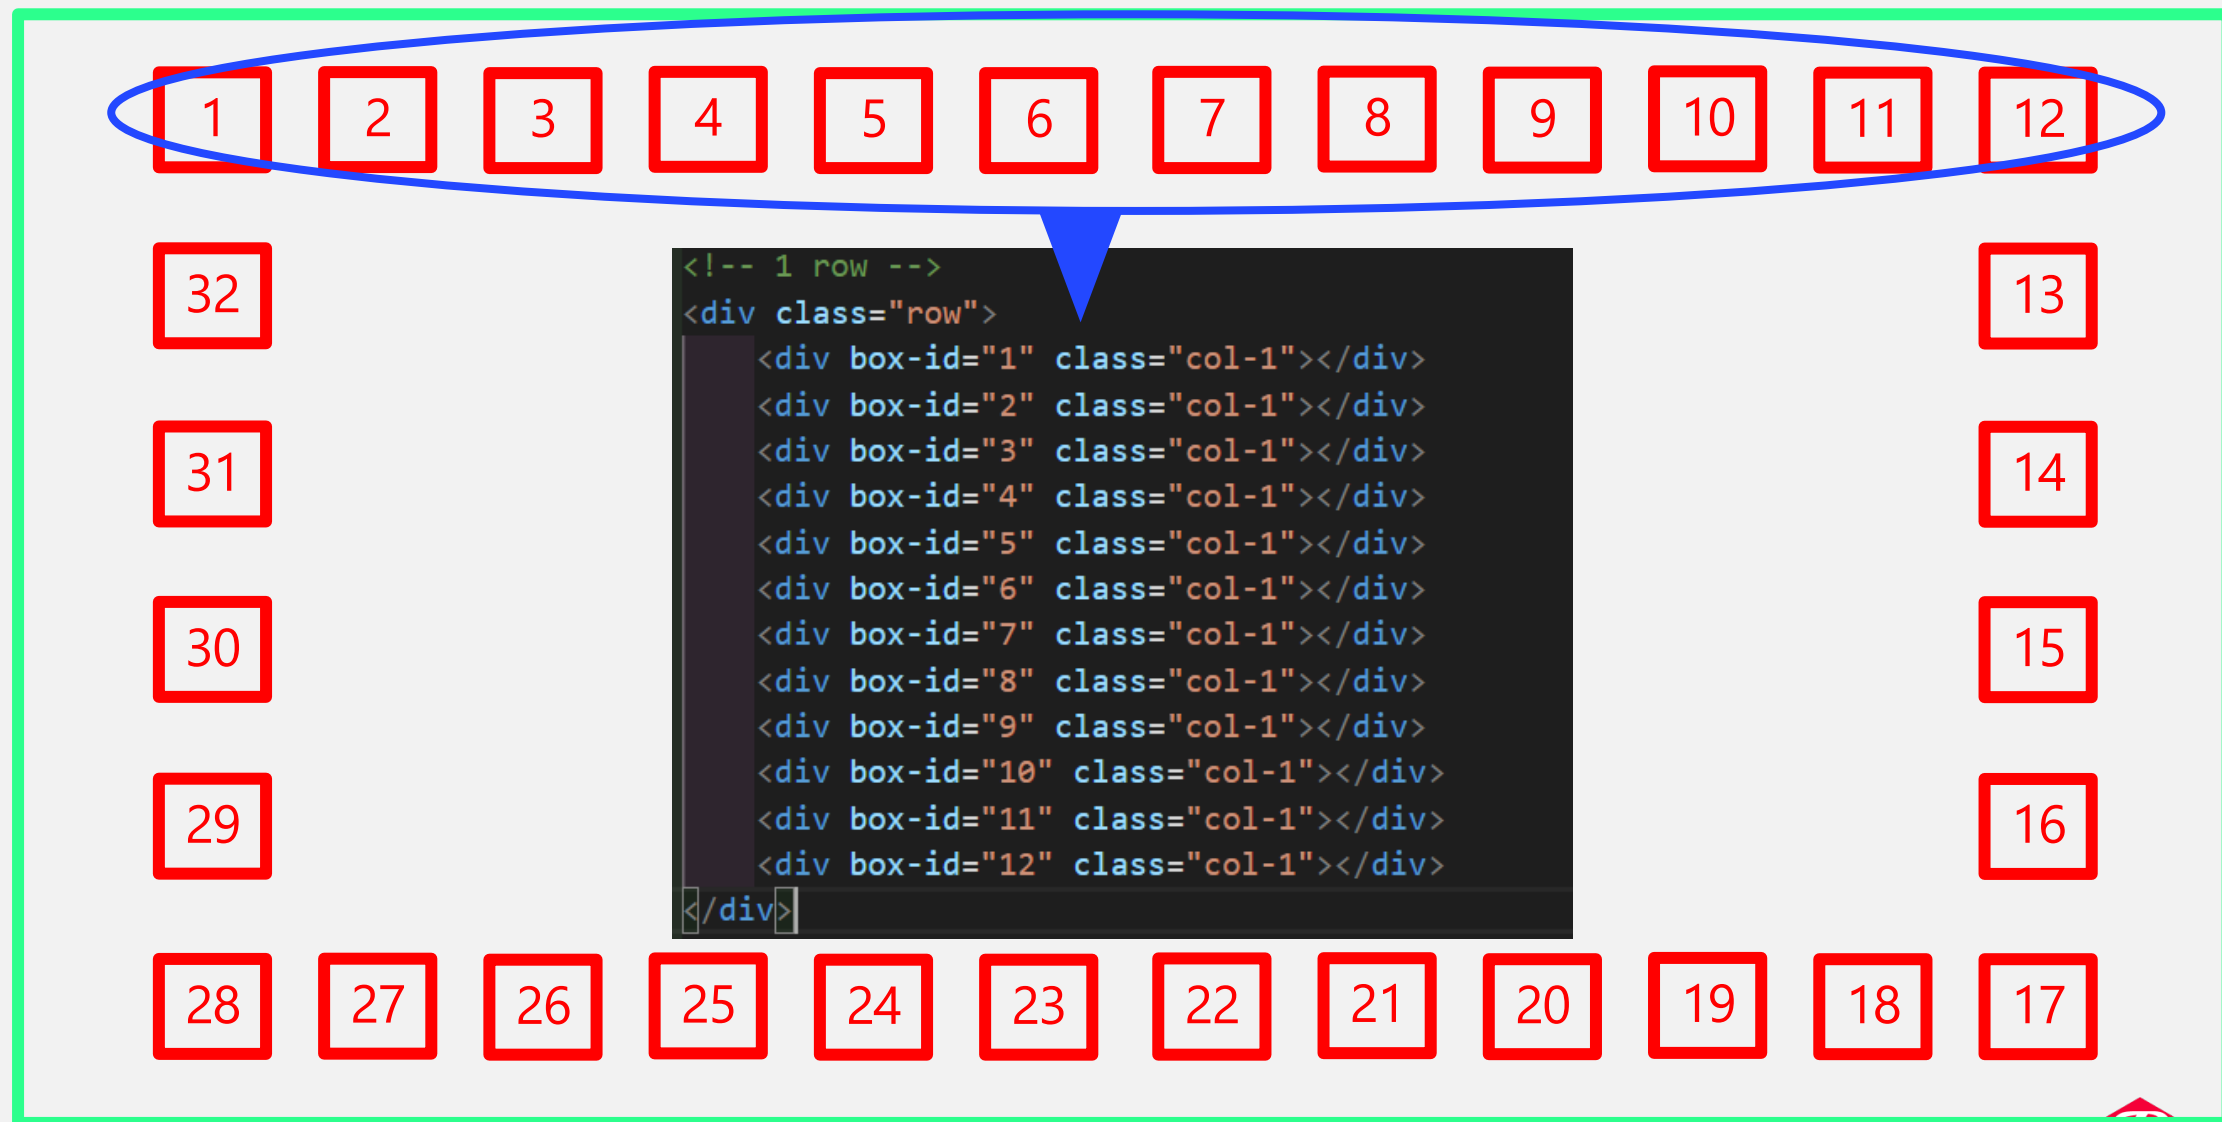 1 2 3 4 5 6 7 8 9 10 11 12
<!-- 1 row -->
<div class="row">
<div box-id="1" class="col-1"></div>
<div box-id="2" class="col-1"></div>
<div box-id="3" class="col-1"></div>
<div box-id="4" class="col-1"></div>
<div box-id="5" class="col-1"></div>
<div box-id="6" class="col-1"></div>
<div box-id="7" class="col-1"></div>
<div box-id="8" class="col-1"></div>
<div box-id="9" class="col-1"></div>
<div box-id="10" class="col-1"></div>
<div box-id="11" class="col-1"></div>
<div box-id="12" class="col-1"></div>
</div>
32 13
31 14
30 15
29 16
28 27 26 25 24 23 22 21 20 19 18 17